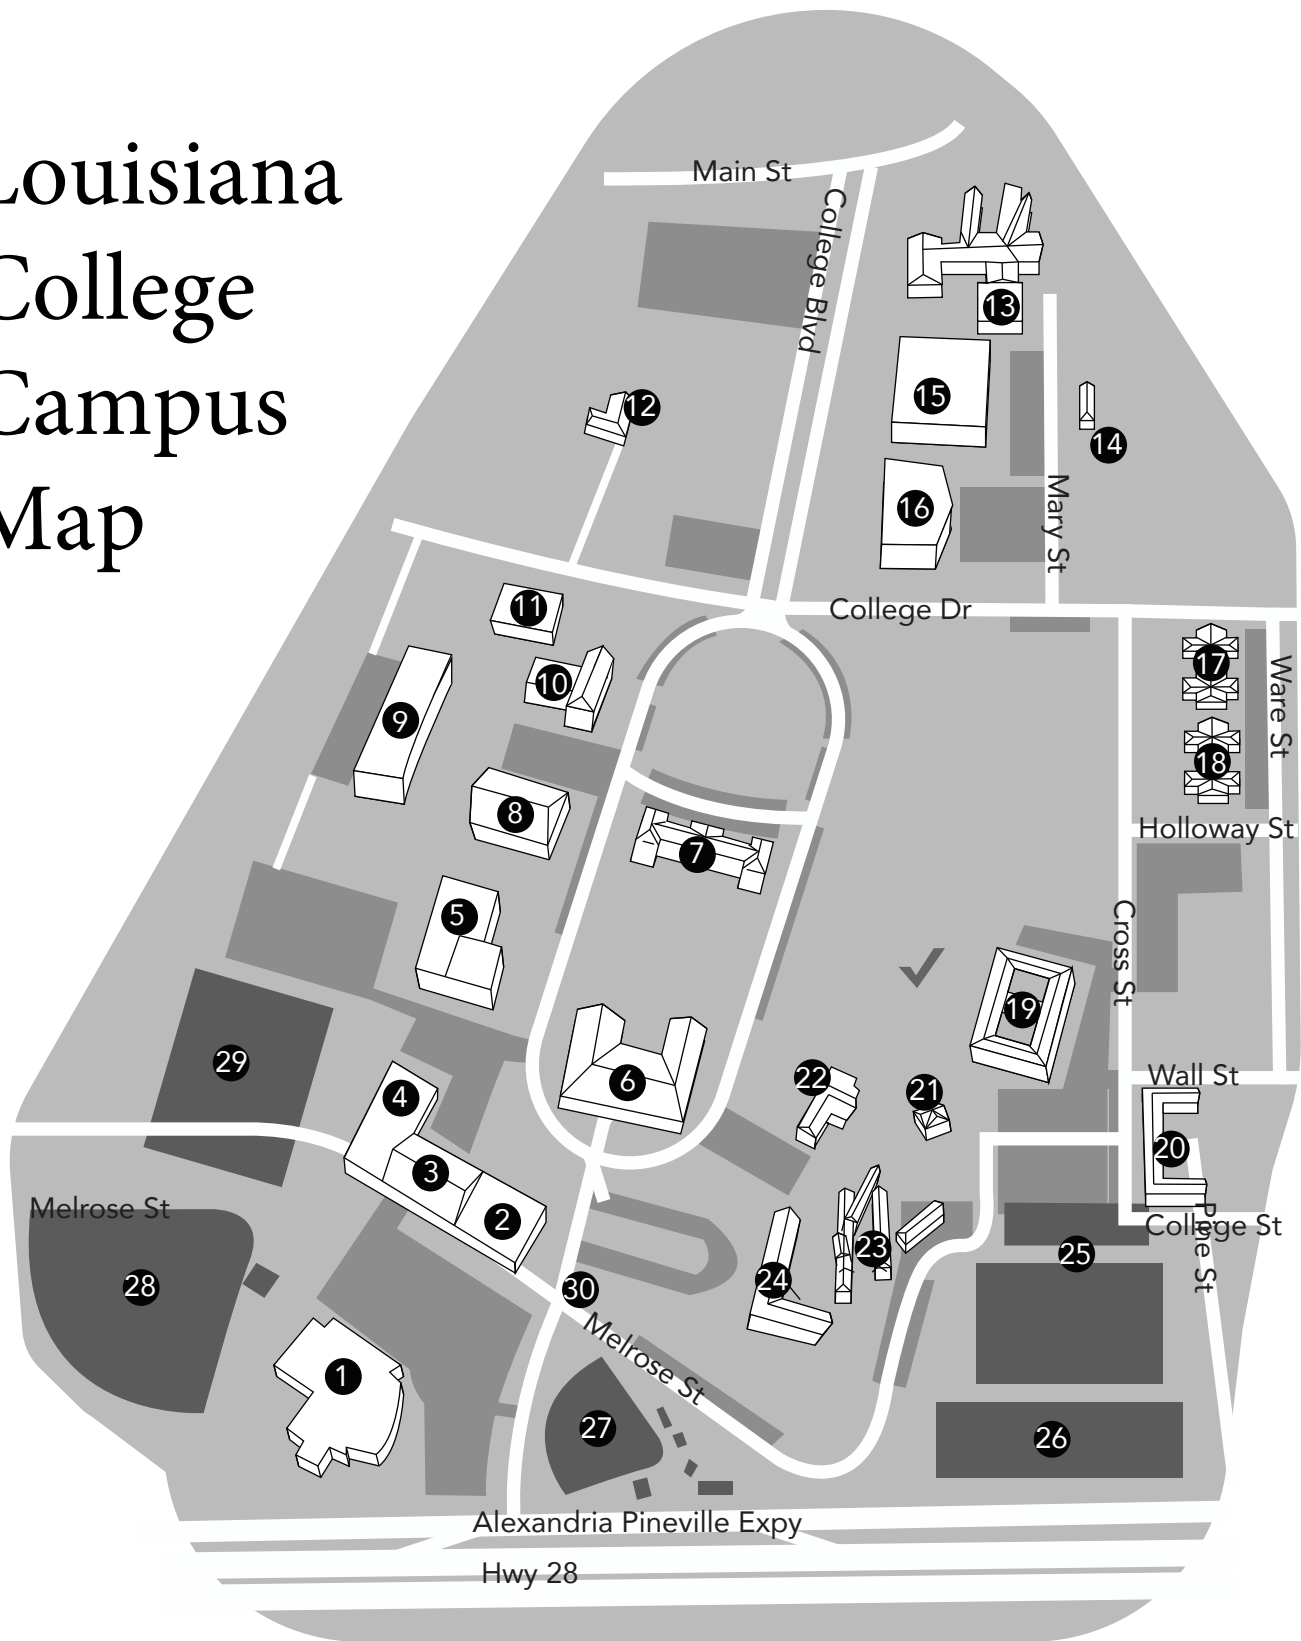 Louisiana
College
Campus
Map
Main St
College Blvd
13
15
12
14
16
Mary St
11
College Dr
17
10
Ware St
9
18
8
Holloway St
7
5
Cross St
19
29
22
6
21
Wall St
4
20
3
Melrose St
2
Pine St
College St
23
25
28
24
30
Melrose St
1
27
26
Alexandria Pineville Expy
Hwy 28